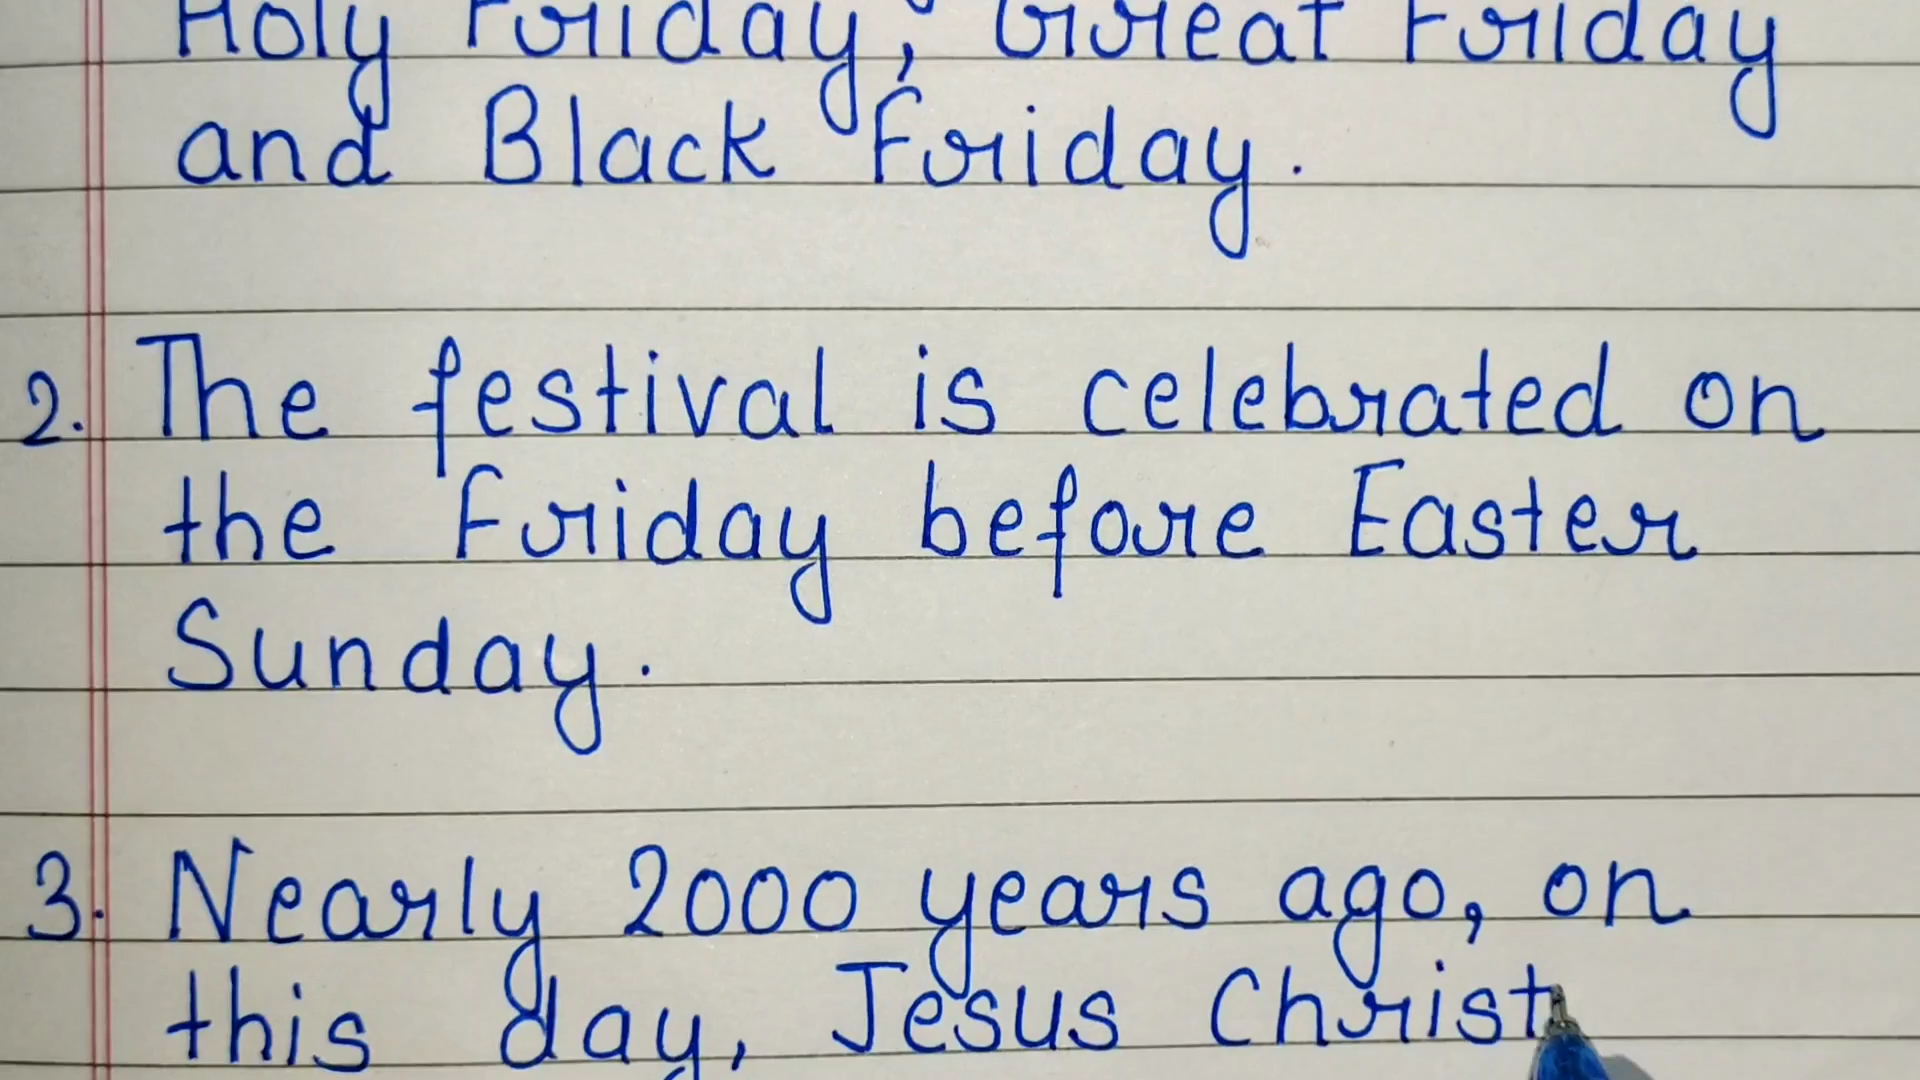 Holy Friday, Great Friday
and Black Friday.
2. The festival is celebrated on
the Friday before Easter
Sunday.
3. Nearly 2000 years ago, on
this day, Jesus Christ